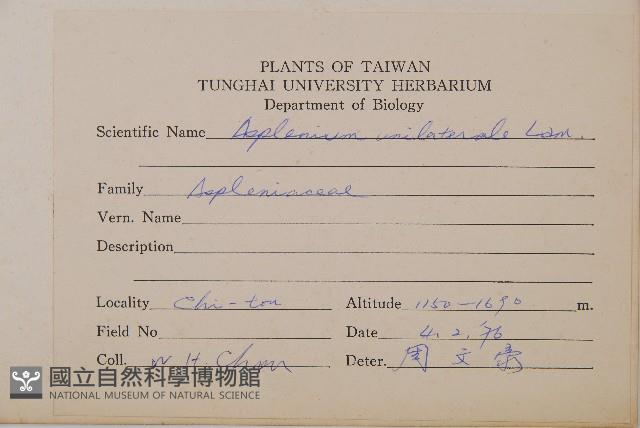 PLANTS OF TAIWAN
TUNGHAI UNIVERSITY HERBARIUM
Department of Biology
Scientific Name Asplenium unilaterale Lam.
Family Aspleniaceae
Vern. Name
Description
Locality Chi-tou Altitude 1150-1690 m.
Field No Date 4. 2. '76
Coll. W H Chou Deter. 周文豪
國立自然科學博物館
NATIONAL MUSEUM OF NATURAL SCIENCE